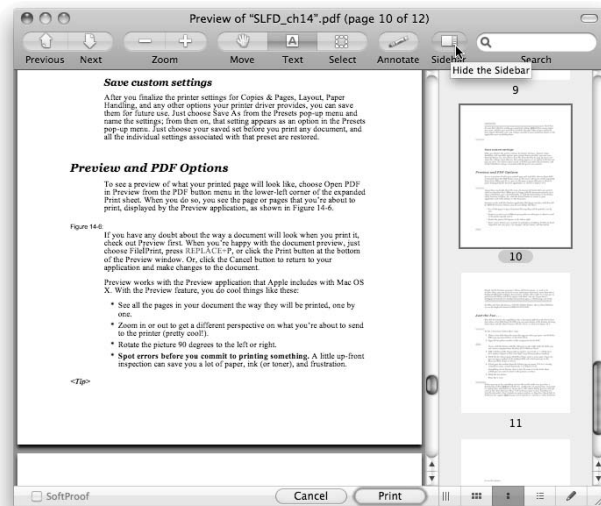 Preview of “SLFD_ch14”.pdf (page 10 of 12)
Previous Next Zoom Move Text Select Annotate Sidebar Search
Hide the Sidebar
Save custom settings
After you finalize the printer settings for Copies & Pages, Layout, Paper
Handling, and any other options your printer driver provides, you can save
them for future use. Just choose Save As from the Presets pop-up menu and
name the settings; from then on, that setting appears as an option in the Presets
pop-up menu. Just choose your saved set before you print any document, and
all the individual settings associated with that preset are restored.
Preview and PDF Options
To see a preview of what your printed page will look like, choose Open PDF
in Preview from the PDF button menu in the lower-left corner of the expanded
Print sheet. When you do so, you see the page or pages that you're about to
print, displayed by the Preview application, as shown in Figure 14-6.
Figure 14-6:
If you have any doubt about the way a document will look when you print it,
check out Preview first. When you're happy with the document preview, just
choose File|Print, press REPLACE+P, or click the Print button at the bottom
of the Preview window. Or, click the Cancel button to return to your
application and make changes to the document.
Preview works with the Preview application that Apple includes with Mac OS
X. With the Preview feature, you do cool things like these:
* See all the pages in your document the way they will be printed, one by
one.
* Zoom in or out to get a different perspective on what you're about to send
to the printer (pretty cool!).
* Rotate the picture 90 degrees to the left or right.
* Spot errors before you commit to printing something. A little up-front
inspection can save you a lot of paper, ink (or toner), and frustration.
<Tip>
9
10
11
SoftProof
Cancel
Print